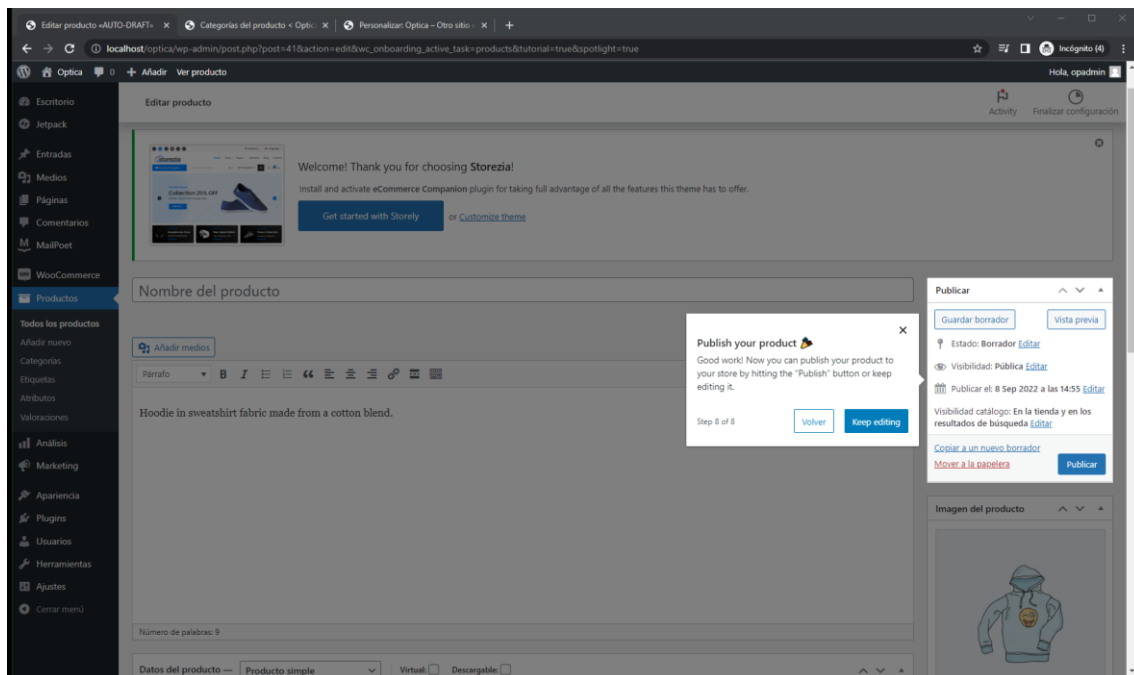 Editar producto «AUTO-DRAFT»
Categorías del producto < Optic
Personalizar: Optica – Otro sitio
localhost/optica/wp-admin/post.php?post=41&action=edit&wc_onboarding_active_task=products&tutorial=true&spotlight=true
Incógnito (4)
Optica 0 + Añadir Ver producto
Hola, opadmin
Escritorio
Jetpack
Entradas
Medios
Páginas
Comentarios
MailPoet
WooCommerce
Productos
Todos los productos
Añadir nuevo
Categorías
Etiquetas
Atributos
Valoraciones
Análisis
Marketing
Apariencia
Plugins
Usuarios
Herramientas
Ajustes
Cerrar menú
Editar producto
Activity
Finalizar configuración
Collection 20% OFF
Welcome! Thank you for choosing Storezia!
Install and activate eCommerce Companion plugin for taking full advantage of all the features this theme has to offer.
Get started with Storely
or Customize theme
Nombre del producto
Añadir medios
Párrafo
Hoodie in sweatshirt fabric made from a cotton blend.
Número de palabras: 9
Datos del producto — Producto simple
Virtual:
Descargable:
Publish your product
Good work! Now you can publish your product to
your store by hitting the "Publish" button or keep
editing it.
Step 8 of 8
Volver
Keep editing
Publicar
Guardar borrador
Vista previa
Estado: Borrador Editar
Visibilidad: Pública Editar
Publicar el: 8 Sep 2022 a las 14:55 Editar
Visibilidad catálogo: En la tienda y en los
resultados de búsqueda Editar
Copiar a un nuevo borrador
Mover a la papelera
Publicar
Imagen del producto